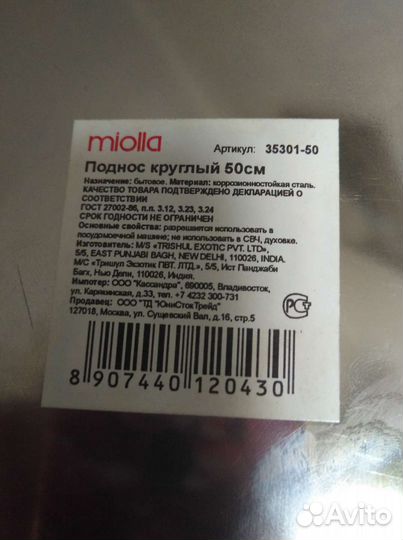 miolla
Артикул: 35301-50
Поднос круглый 50см
Назначение: бытовое. Материал: коррозионностойкая сталь.
КАЧЕСТВО ТОВАРА ПОДТВЕРЖДЕНО ДЕКЛАРАЦИЕЙ О
СООТВЕТСТВИИ
ГОСТ 27002-86, п.п. 3.12, 3.23, 3.24
СРОК ГОДНОСТИ НЕ ОГРАНИЧЕН
Основные свойства: разрешается использовать в
посудомоечной машине; не использовать в СВЧ, духовке.
Изготовитель: M/S «TRISHUL EXOTIC PVT. LTD.»,
5/5, EAST PUNJABI BAGH, NEW DELHI, 110026, INDIA.
М/С «Тришул Экзотик ПВТ. ЛТД.», 5/5, Ист Панджаби
Багх, Нью Дели, 110026, Индия.
Импортер: ООО "Кассандра", 690005, Владивосток,
ул. Карякинская, д.33, тел. +7 4232 300-731
Продавец: ООО "ТД "ЮниСтокТрейд"
127018, Москва, ул. Сущевский Вал, д.16, стр.5
РСТ
8 907440 120430
Avito